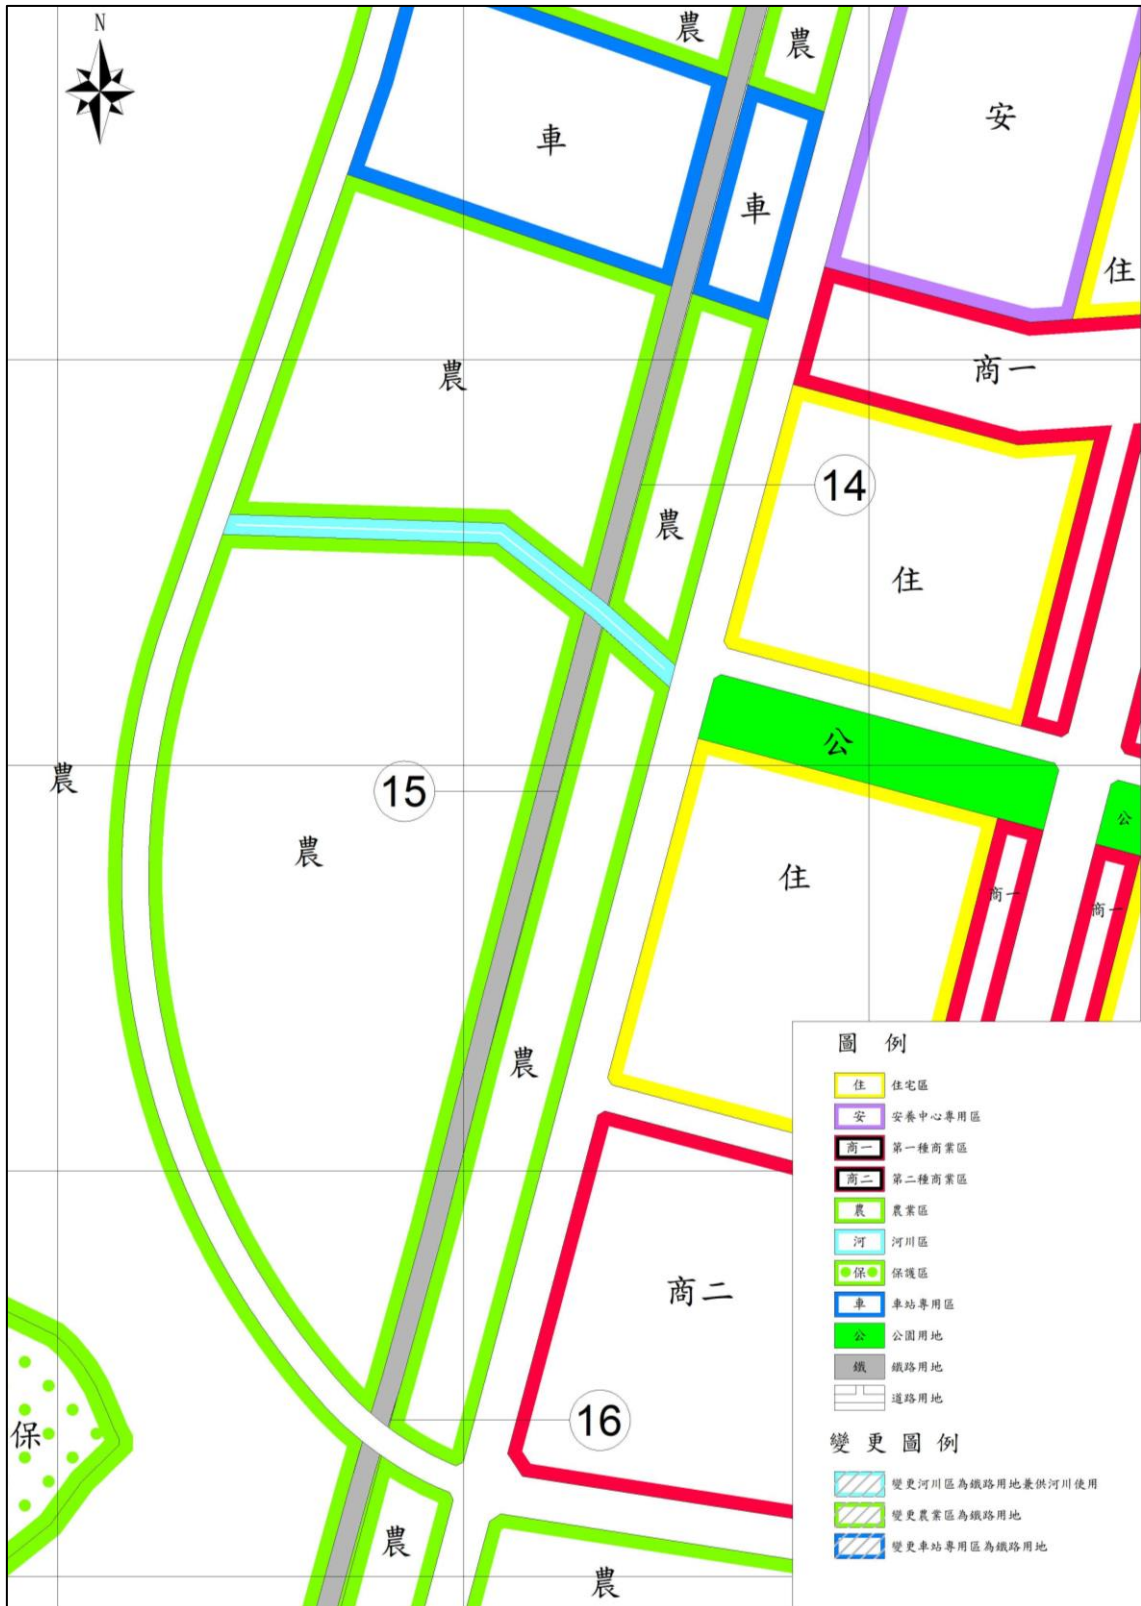 N
農
農
安
車
車
住
農
商一
14
農
住
公
農
15
農
住
公
商一
商一
農
商二
16
保
農
農
圖 例
住 住宅區
安 安養中心專用區
商一 第一種商業區
商二 第二種商業區
農 農業區
河 河川區
保 保護區
車 車站專用區
公 公園用地
鐵 鐵路用地
道路用地
變更圖例
變更河川區為鐵路用地兼供河川使用
變更農業區為鐵路用地
變更車站專用區為鐵路用地